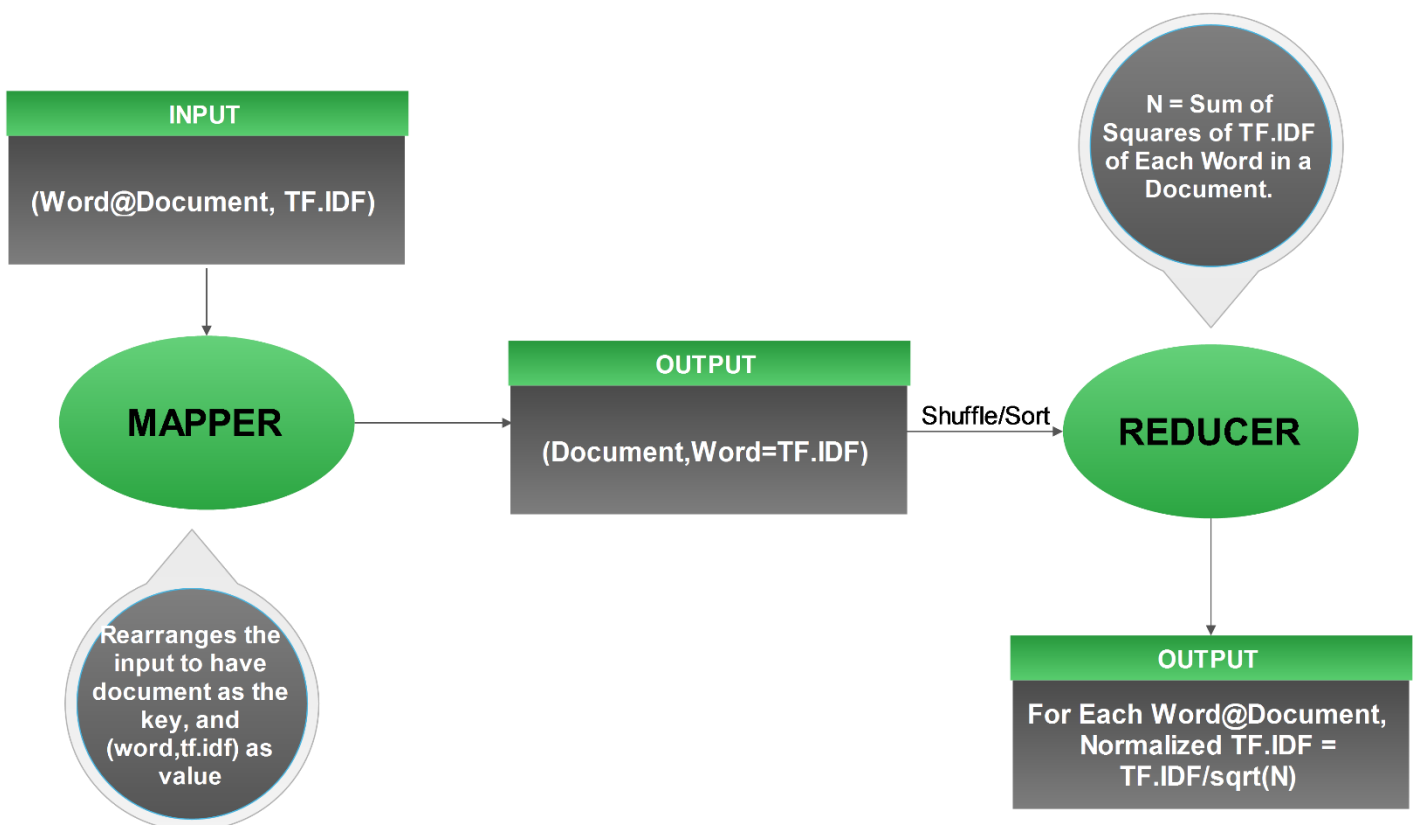 INPUT
(Word@Document, TF.IDF)
MAPPER
Rearranges the
input to have
document as the
key, and
(word,tf.idf) as
value
OUTPUT
(Document,Word=TF.IDF)
Shuffle/Sort
N = Sum of
Squares of TF.IDF
of Each Word in a
Document.
REDUCER
OUTPUT
For Each Word@Document,
Normalized TF.IDF =
TF.IDF/sqrt(N)